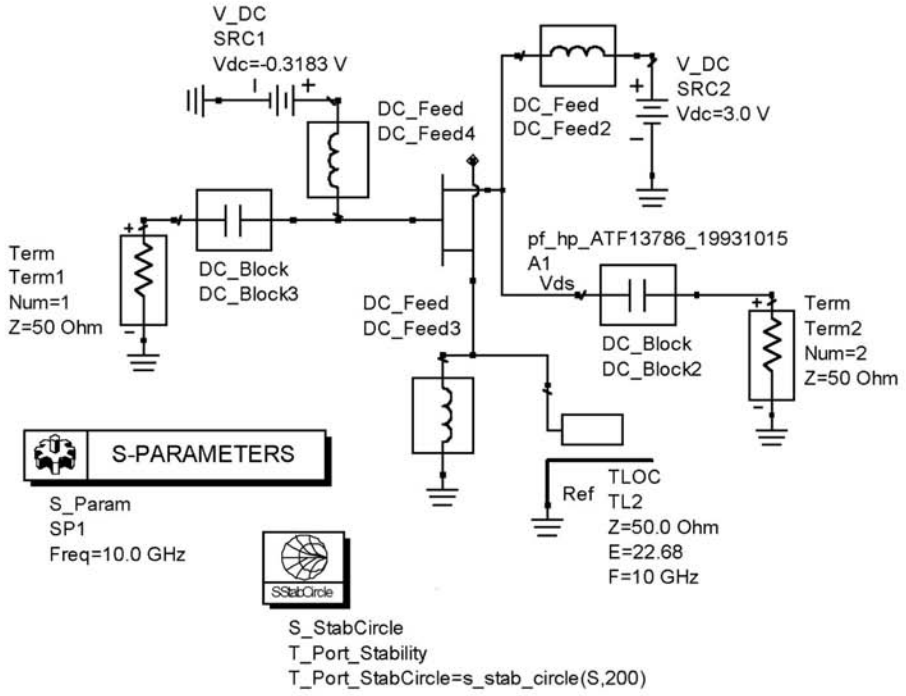 V_DC
SRC1
Vdc=-0.3183 V
- +
DC_Feed
DC_Feed4
DC_Feed
DC_Feed2
+
-
V_DC
SRC2
Vdc=3.0 V
Term
Term1
Num=1
Z=50 Ohm
+
-
DC_Block
DC_Block3
pf_hp_ATF13786_19931015
A1
Vds
DC_Feed
DC_Feed3
DC_Block
DC_Block2
+
-
Term
Term2
Num=2
Z=50 Ohm
S-PARAMETERS
S_Param
SP1
Freq=10.0 GHz
Ref
TLOC
TL2
Z=50.0 Ohm
E=22.68
F=10 GHz
SStabCircle
S_StabCircle
T_Port_Stability
T_Port_StabCircle=s_stab_circle(S,200)